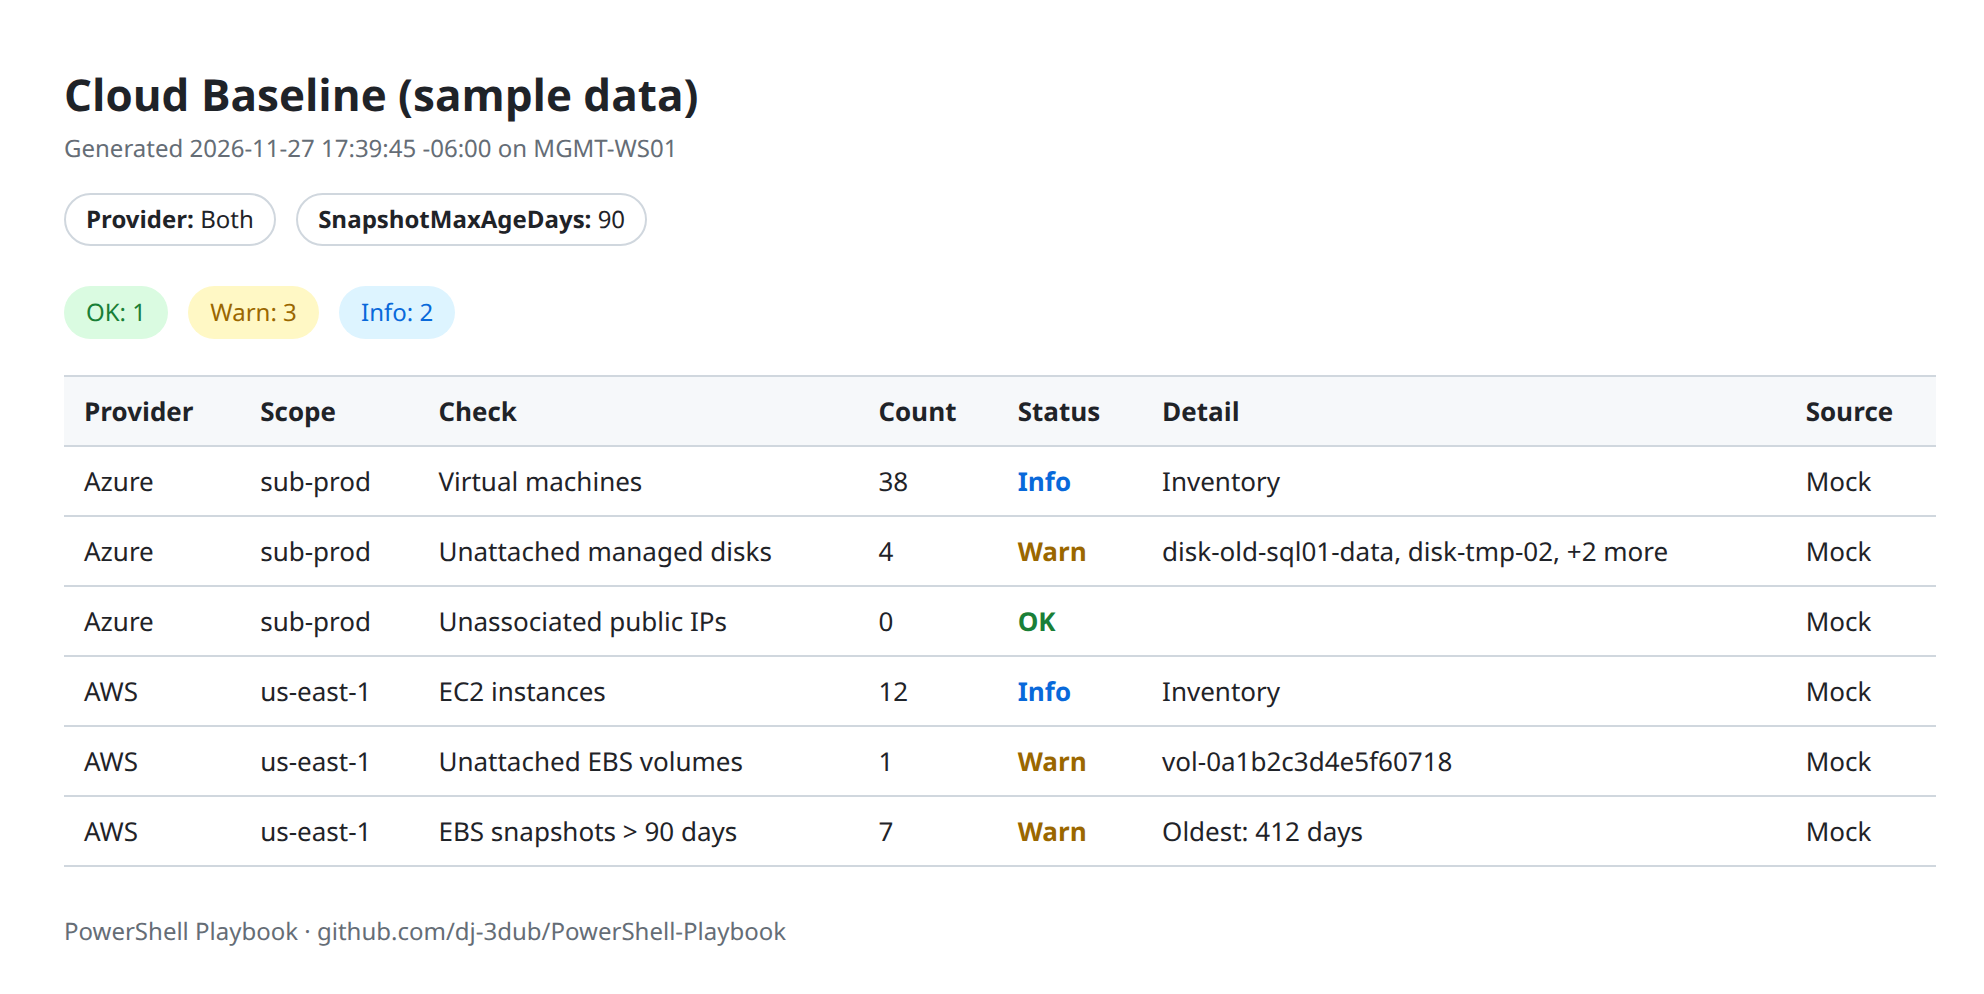 Cloud Baseline (sample data)
Generated 2026-11-27 17:39:45 -06:00 on MGMT-WS01
Provider: Both SnapshotMaxAgeDays: 90
OK: 1 Warn: 3 Info: 2
Provider Scope Check Count Status Detail Source
Azure sub-prod Virtual machines 38 Info Inventory Mock
Azure sub-prod Unattached managed disks 4 Warn disk-old-sql01-data, disk-tmp-02, +2 more Mock
Azure sub-prod Unassociated public IPs 0 OK Mock
AWS us-east-1 EC2 instances 12 Info Inventory Mock
AWS us-east-1 Unattached EBS volumes 1 Warn vol-0a1b2c3d4e5f60718 Mock
AWS us-east-1 EBS snapshots > 90 days 7 Warn Oldest: 412 days Mock
PowerShell Playbook · github.com/dj-3dub/PowerShell-Playbook